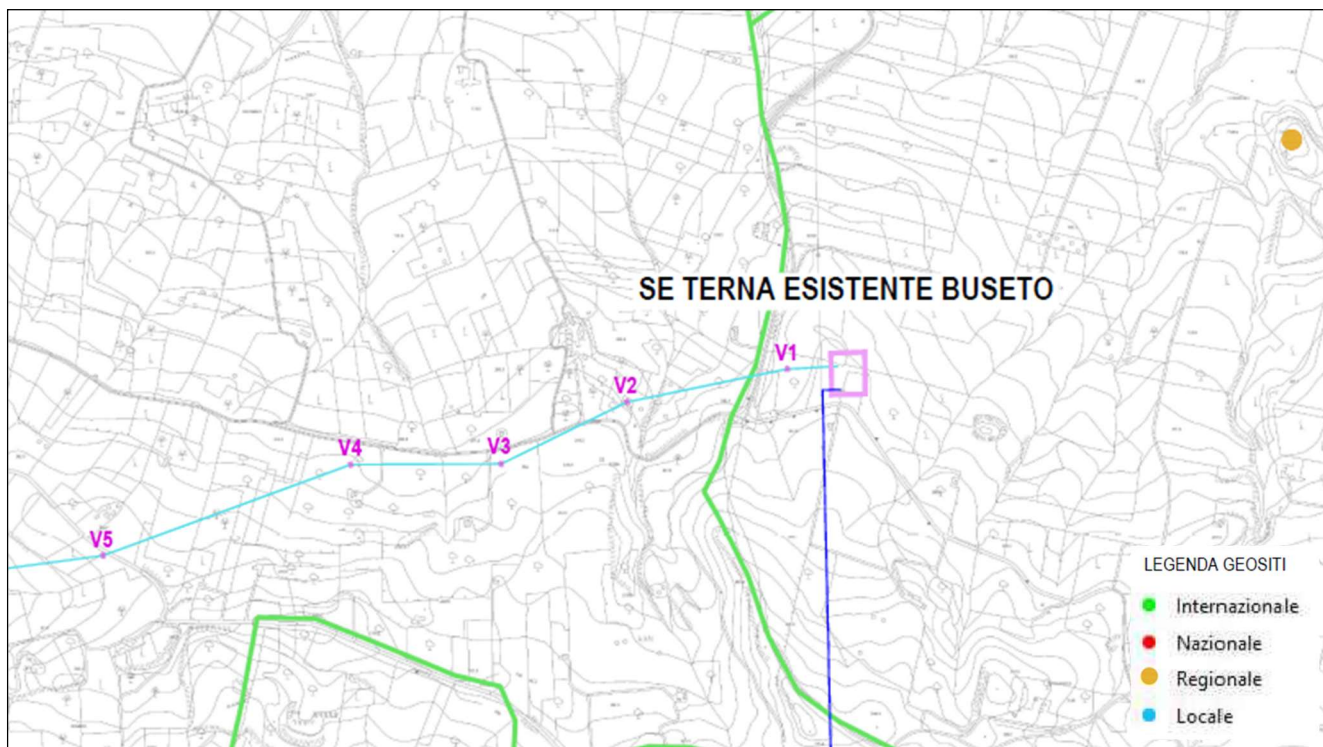 SE TERNA ESISTENTE BUSETO
V1
V2
V3
V4
V5
LEGENDA GEOSITI
Internazionale
Nazionale
Regionale
Locale